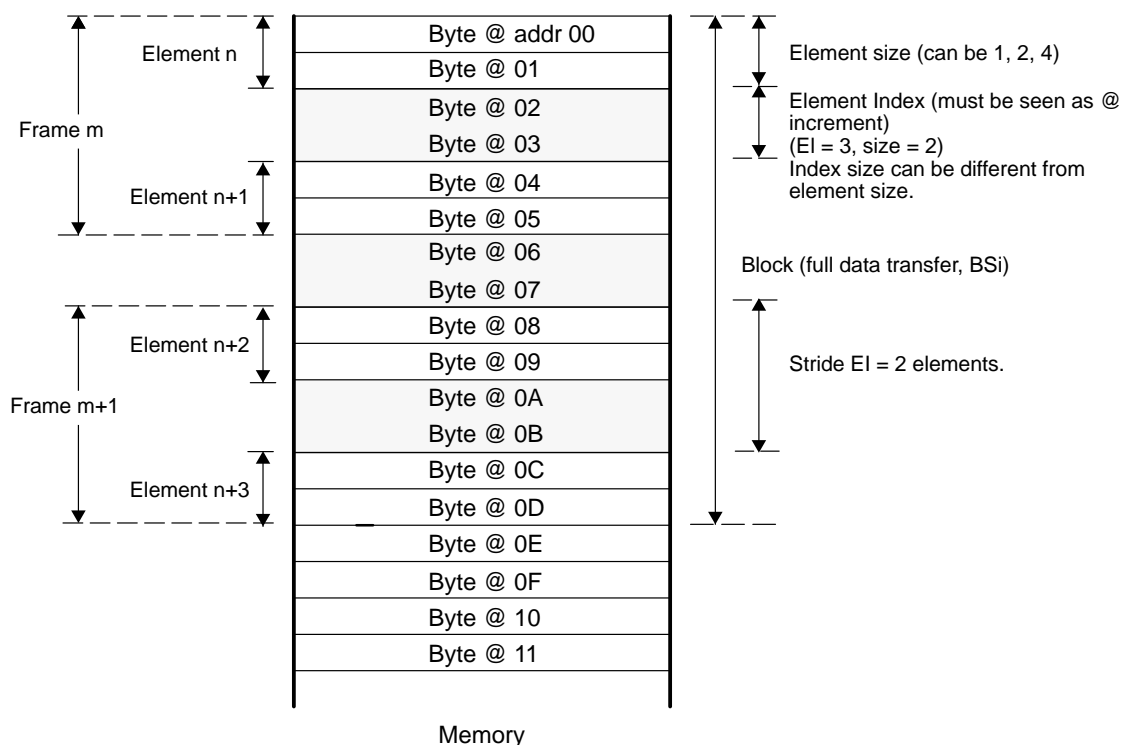 Byte @ addr 00
Element n
Element size (can be 1, 2, 4)
Byte @ 01
Element Index (must be seen as @
increment)
(EI = 3, size = 2)
Index size can be different from
element size.
Byte @ 02
Frame m
Byte @ 03
Byte @ 04
Element n+1
Byte @ 05
Byte @ 06
Block (full data transfer, BSi)
Byte @ 07
Byte @ 08
Element n+2
Byte @ 09
Stride EI = 2 elements.
Byte @ 0A
Frame m+1
Byte @ 0B
Byte @ 0C
Element n+3
Byte @ 0D
Byte @ 0E
Byte @ 0F
Byte @ 10
Byte @ 11
Memory